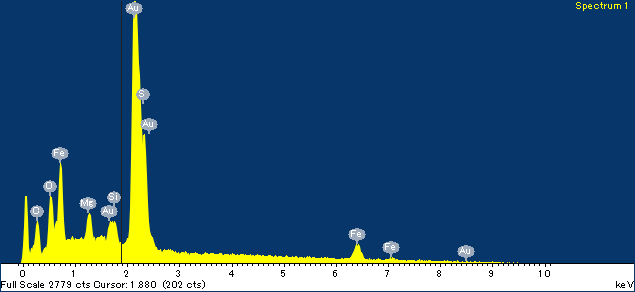 Spectrum 1
Au
S
Au
Fe
O
Si
Mg
C
Au
Fe
Fe
Au
0 1 2 3 4 5 6 7 8 9 10
Full Scale 2779 cts Cursor: 1.880 (202 cts) keV